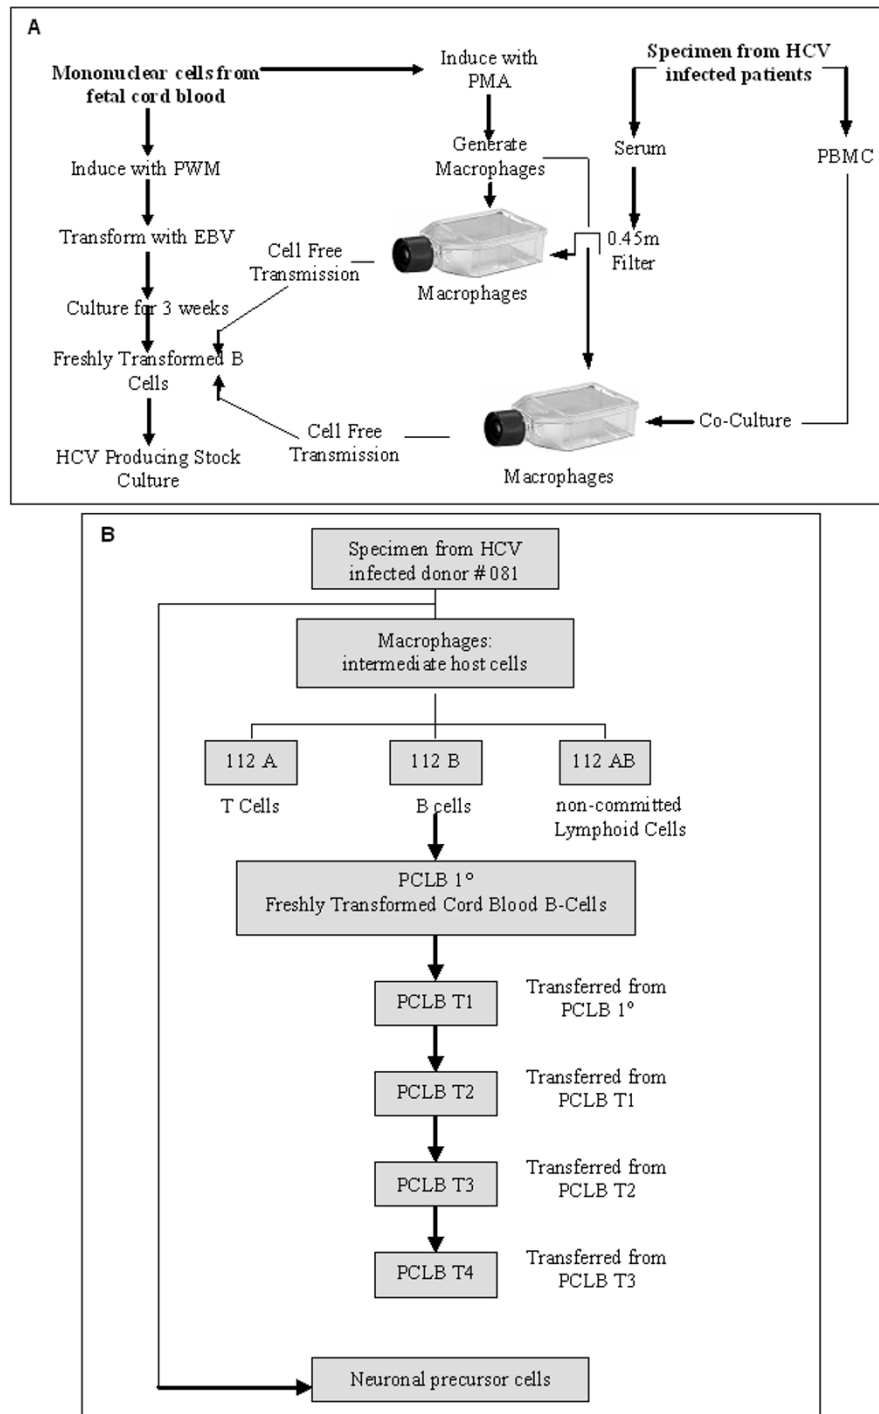 A
Mononuclear cells from
fetal cord blood
Induce with
PMA
Specimen from HCV
infected patients
Induce with PWM
Generate
Macrophages
Serum
PBMC
Transform with EBV
Cell Free
Transmission
0.45m
Filter
Macrophages
Culture for 3 weeks
Freshly Transformed B
Cells
Cell Free
Transmission
Co-Culture
HCV Producing Stock
Culture
Macrophages
B
Specimen from HCV
infected donor # 081
Macrophages:
intermediate host cells
112 A
112 B
112 AB
T Cells
B cells
non-committed
Lymphoid Cells
PCLB 1°
Freshly Transformed Cord Blood B-Cells
PCLB T1
Transferred from
PCLB 1°
PCLB T2
Transferred from
PCLB T1
PCLB T3
Transferred from
PCLB T2
PCLB T4
Transferred from
PCLB T3
Neuronal precursor cells